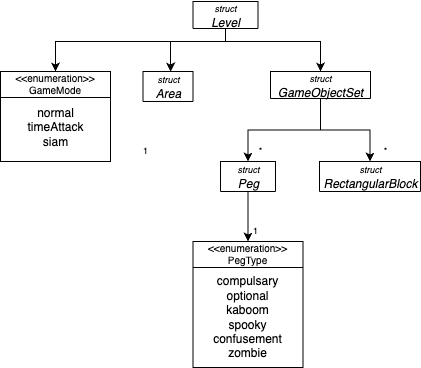 struct
Level
<<enumeration>>
GameMode
normal
timeAttack
siam
struct
Area
struct
GameObjectSet
1
*
*
struct
Peg
struct
RectangularBlock
1
<<enumeration>>
PegType
compulsary
optional
kaboom
spooky
confusement
zombie